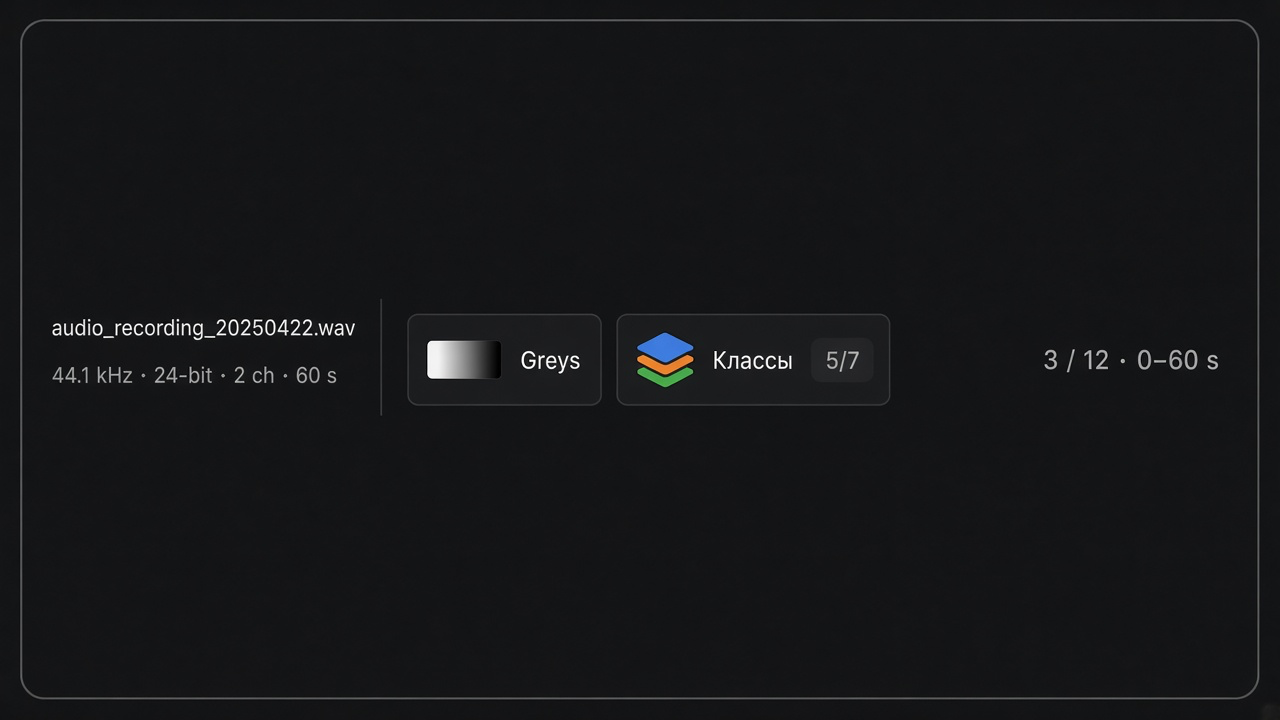 audio_recording_20250422.wav
44.1 kHz · 24-bit · 2 ch · 60 s
Greys
Классы 5/7
3 / 12 · 0–60 s